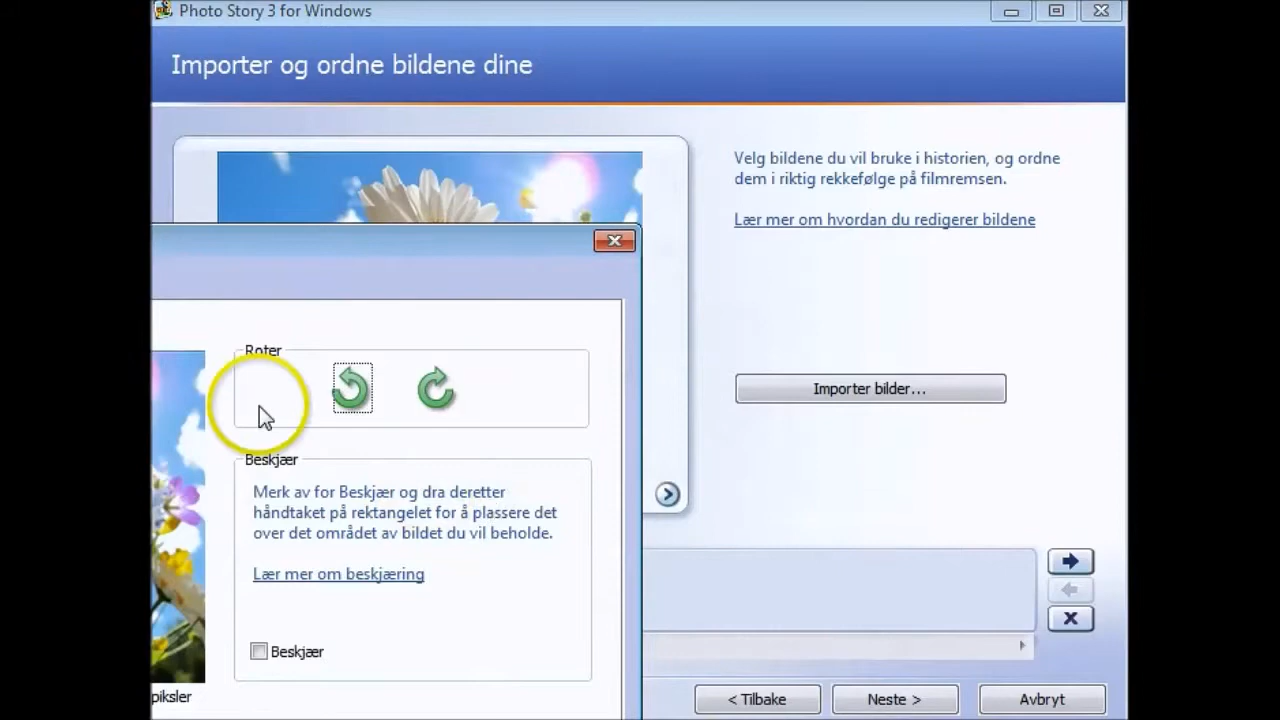 Photo Story 3 for Windows
Importer og ordne bildene dine
Velg bildene du vil bruke i historien, og ordne
dem i riktig rekkefølge på filmremsen.
Lær mer om hvordan du redigerer bildene
Roter
Importer bilder...
Beskjær
Merk av for Beskjær og dra deretter
håndtaket på rektangelet for å plassere det
over det området av bildet du vil beholde.
Lær mer om beskjæring
Beskjær
piksler
< Tilbake
Neste >
Avbryt